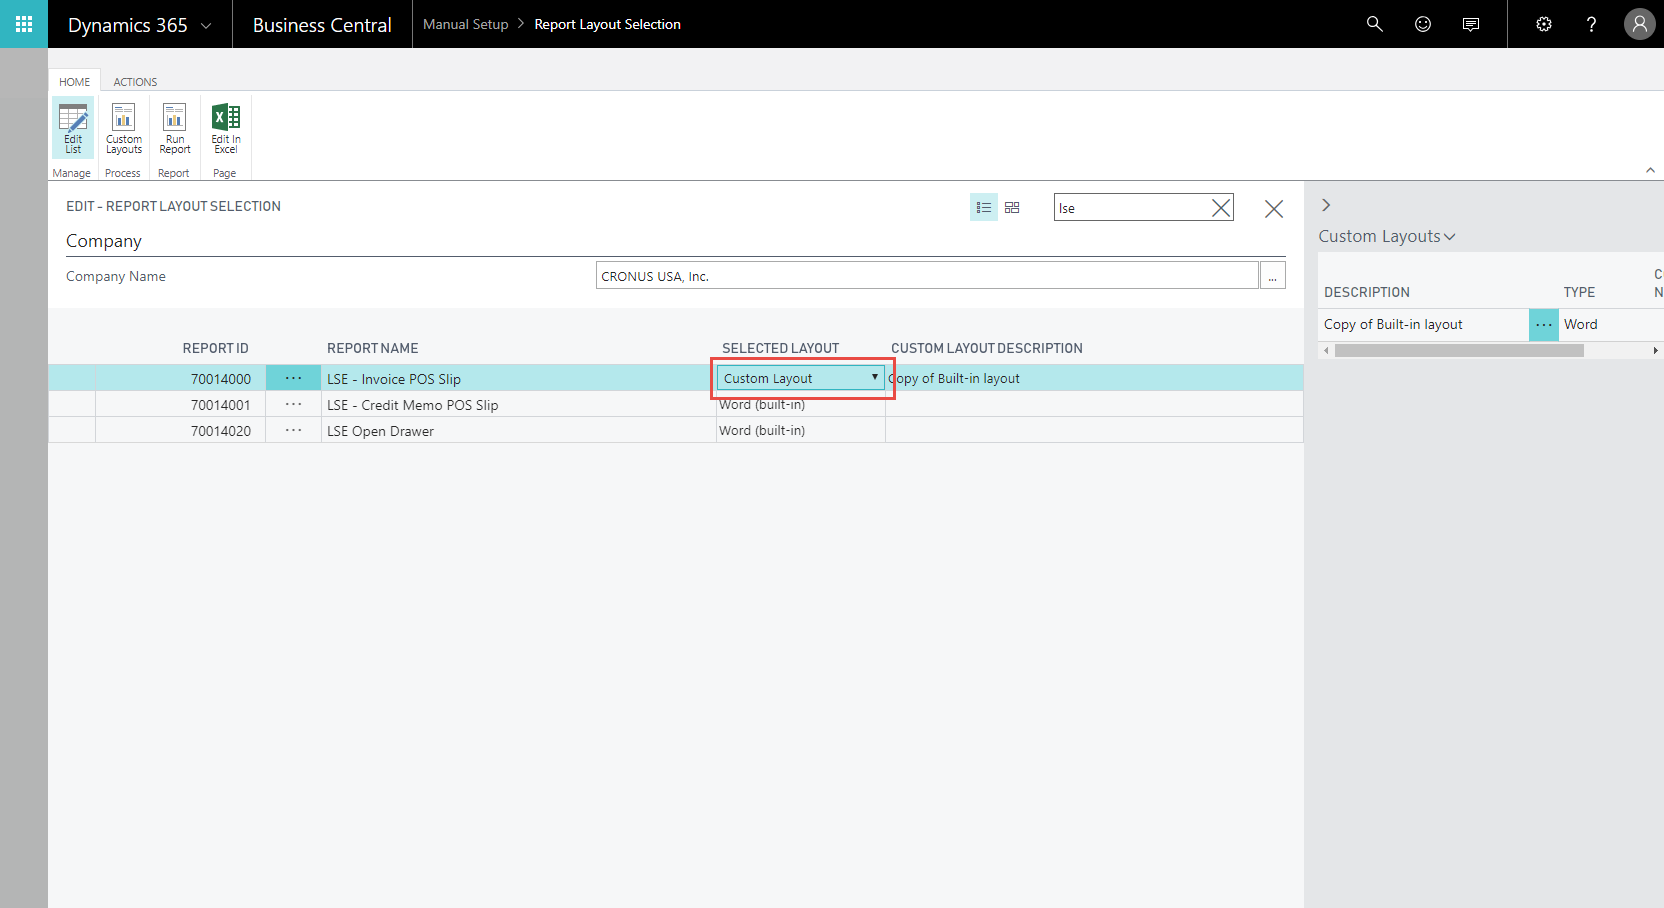 Dynamics 365 Business Central Manual Setup > Report Layout Selection ?
HOME ACTIONS
Edit List Custom Layouts Run Report Edit In Excel
Manage Process Report Page
EDIT - REPORT LAYOUT SELECTION lse
Company
Company Name CRONUS USA, Inc. ...
REPORT ID REPORT NAME SELECTED LAYOUT CUSTOM LAYOUT DESCRIPTION
70014000 ... LSE - Invoice POS Slip Custom Layout Copy of Built-in layout
70014001 ... LSE - Credit Memo POS Slip Word (built-in)
70014020 ... LSE Open Drawer Word (built-in)
Custom Layouts
DESCRIPTION TYPE
Copy of Built-in layout ... Word